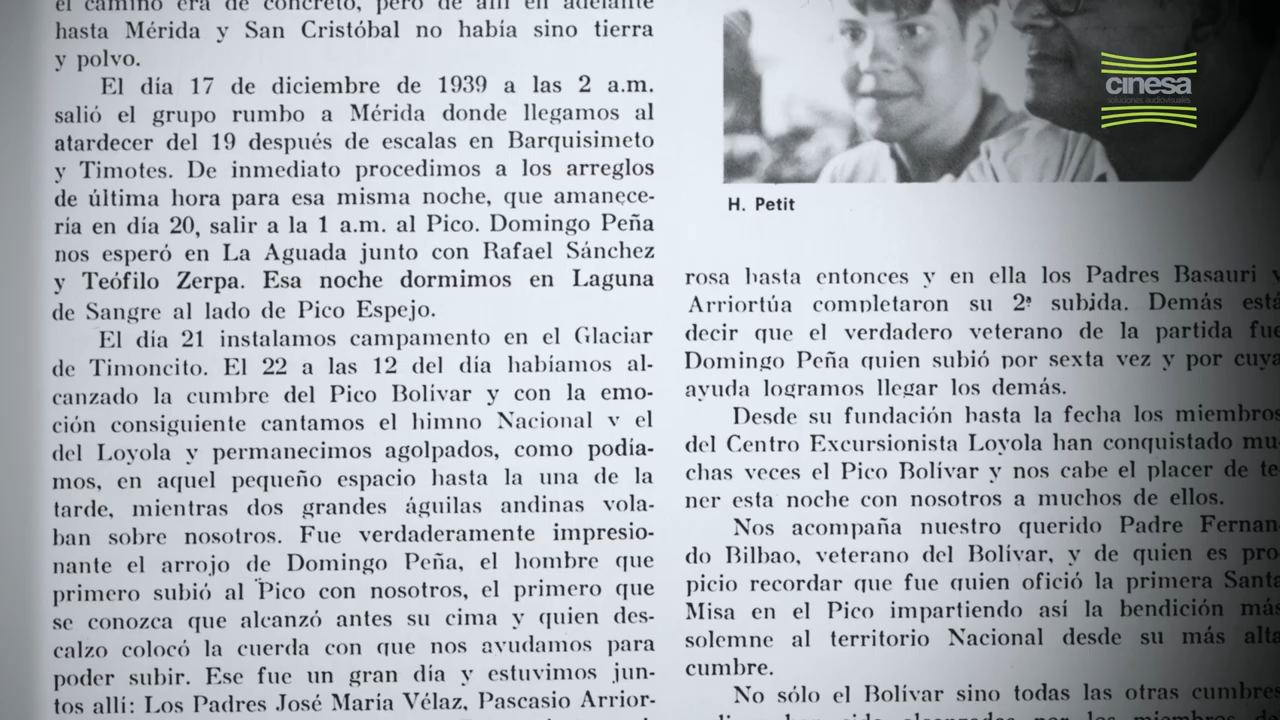 el camino era de concreto, pero de allí en adelante
hasta Mérida y San Cristóbal no había sino tierra
y polvo.
El día 17 de diciembre de 1939 a las 2 a.m.
salió el grupo rumbo a Mérida donde llegamos al
atardecer del 19 después de escalas en Barquisimeto
y Timotes. De inmediato procedimos a los arreglos
de última hora para esa misma noche, que amanece-
ría en día 20, salir a la 1 a.m. al Pico. Domingo Peña
nos esperó en La Aguada junto con Rafael Sánchez
y Teófilo Zerpa. Esa noche dormimos en Laguna
de Sangre al lado de Pico Espejo.
El día 21 instalamos campamento en el Glaciar
de Timoncito. El 22 a las 12 del día habíamos al-
canzado la cumbre del Pico Bolívar y con la emo-
ción consiguiente cantamos el himno Nacional y el
del Loyola y permanecimos agolpados, como podía-
mos, en aquel pequeño espacio hasta la una de la
tarde, mientras dos grandes águilas andinas vola-
ban sobre nosotros. Fue verdaderamente impresio-
nante el arrojo de Domingo Peña, el hombre que
primero subió al Pico con nosotros, el primero que
se conozca que alcanzó antes su cima y quien des-
calzo colocó la cuerda con que nos ayudamos para
poder subir. Ese fue un gran día y estuvimos jun-
tos allí: Los Padres José María Vélaz, Pascasio Arrior-
cinesa
soluciones audiovisuales
H. Petit
rosa hasta entonces y en ella los Padres Basauri y
Arriortúa completaron su 2ª subida. Demás está
decir que el verdadero veterano de la partida fue
Domingo Peña quien subió por sexta vez y por cuya
ayuda logramos llegar los demás.
Desde su fundación hasta la fecha los miembros
del Centro Excursionista Loyola han conquistado mu
chas veces el Pico Bolívar y nos cabe el placer de te
ner esta noche con nosotros a muchos de ellos.
Nos acompaña nuestro querido Padre Fernan
do Bilbao, veterano del Bolívar, y de quien es pro
picio recordar que fue quien ofició la primera Santa
Misa en el Pico impartiendo así la bendición más
solemne al territorio Nacional desde su más alta
cumbre.
No sólo el Bolívar sino todas las otras cumbres